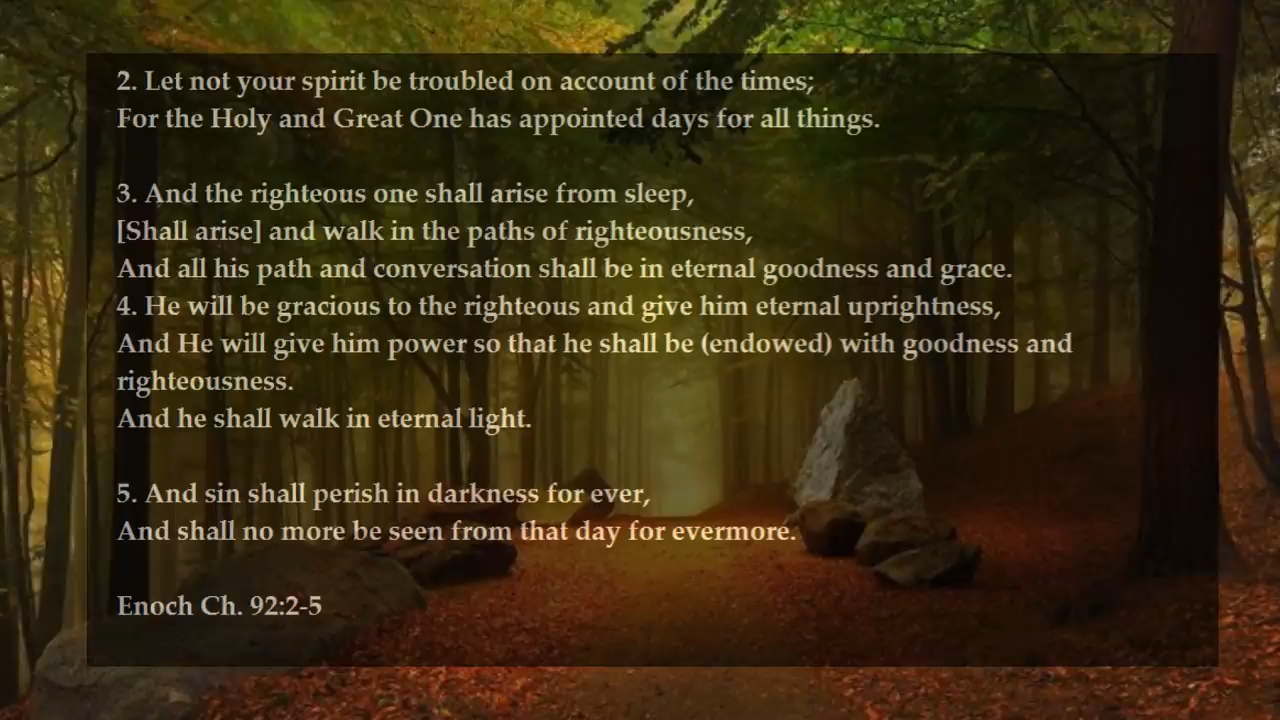 2. Let not your spirit be troubled on account of the times;
For the Holy and Great One has appointed days for all things.
3. And the righteous one shall arise from sleep,
[Shall arise] and walk in the paths of righteousness,
And all his path and conversation shall be in eternal goodness and grace.
4. He will be gracious to the righteous and give him eternal uprightness,
And He will give him power so that he shall be (endowed) with goodness and
righteousness.
And he shall walk in eternal light.
5. And sin shall perish in darkness for ever,
And shall no more be seen from that day for evermore.
Enoch Ch. 92:2-5